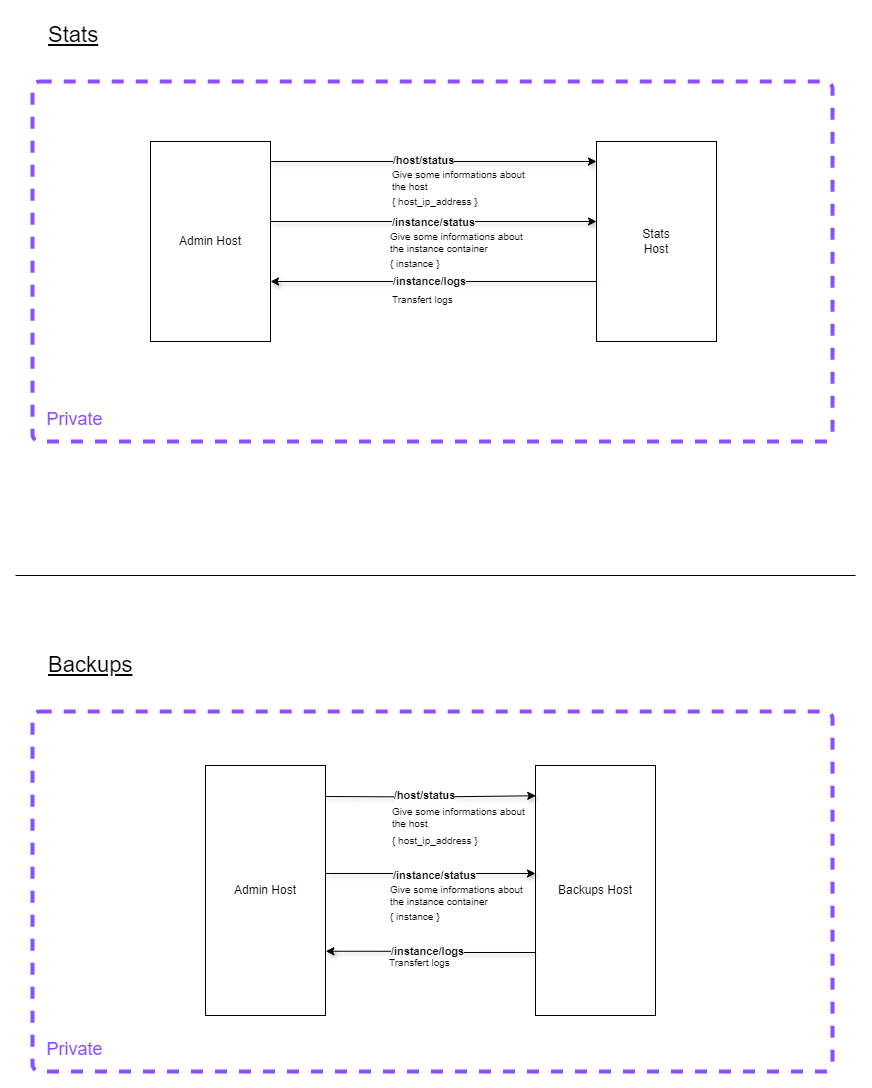 Stats
/host/status
Give some informations about
the host
{ host_ip_address }
/instance/status
Give some informations about
the instance container
{ instance }
/instance/logs
Transfert logs
Admin Host
Stats
Host
Private
Backups
/host/status
Give some informations about
the host
{ host_ip_address }
/instance/status
Give some informations about
the instance container
{ instance }
/instance/logs
Transfert logs
Admin Host
Backups Host
Private